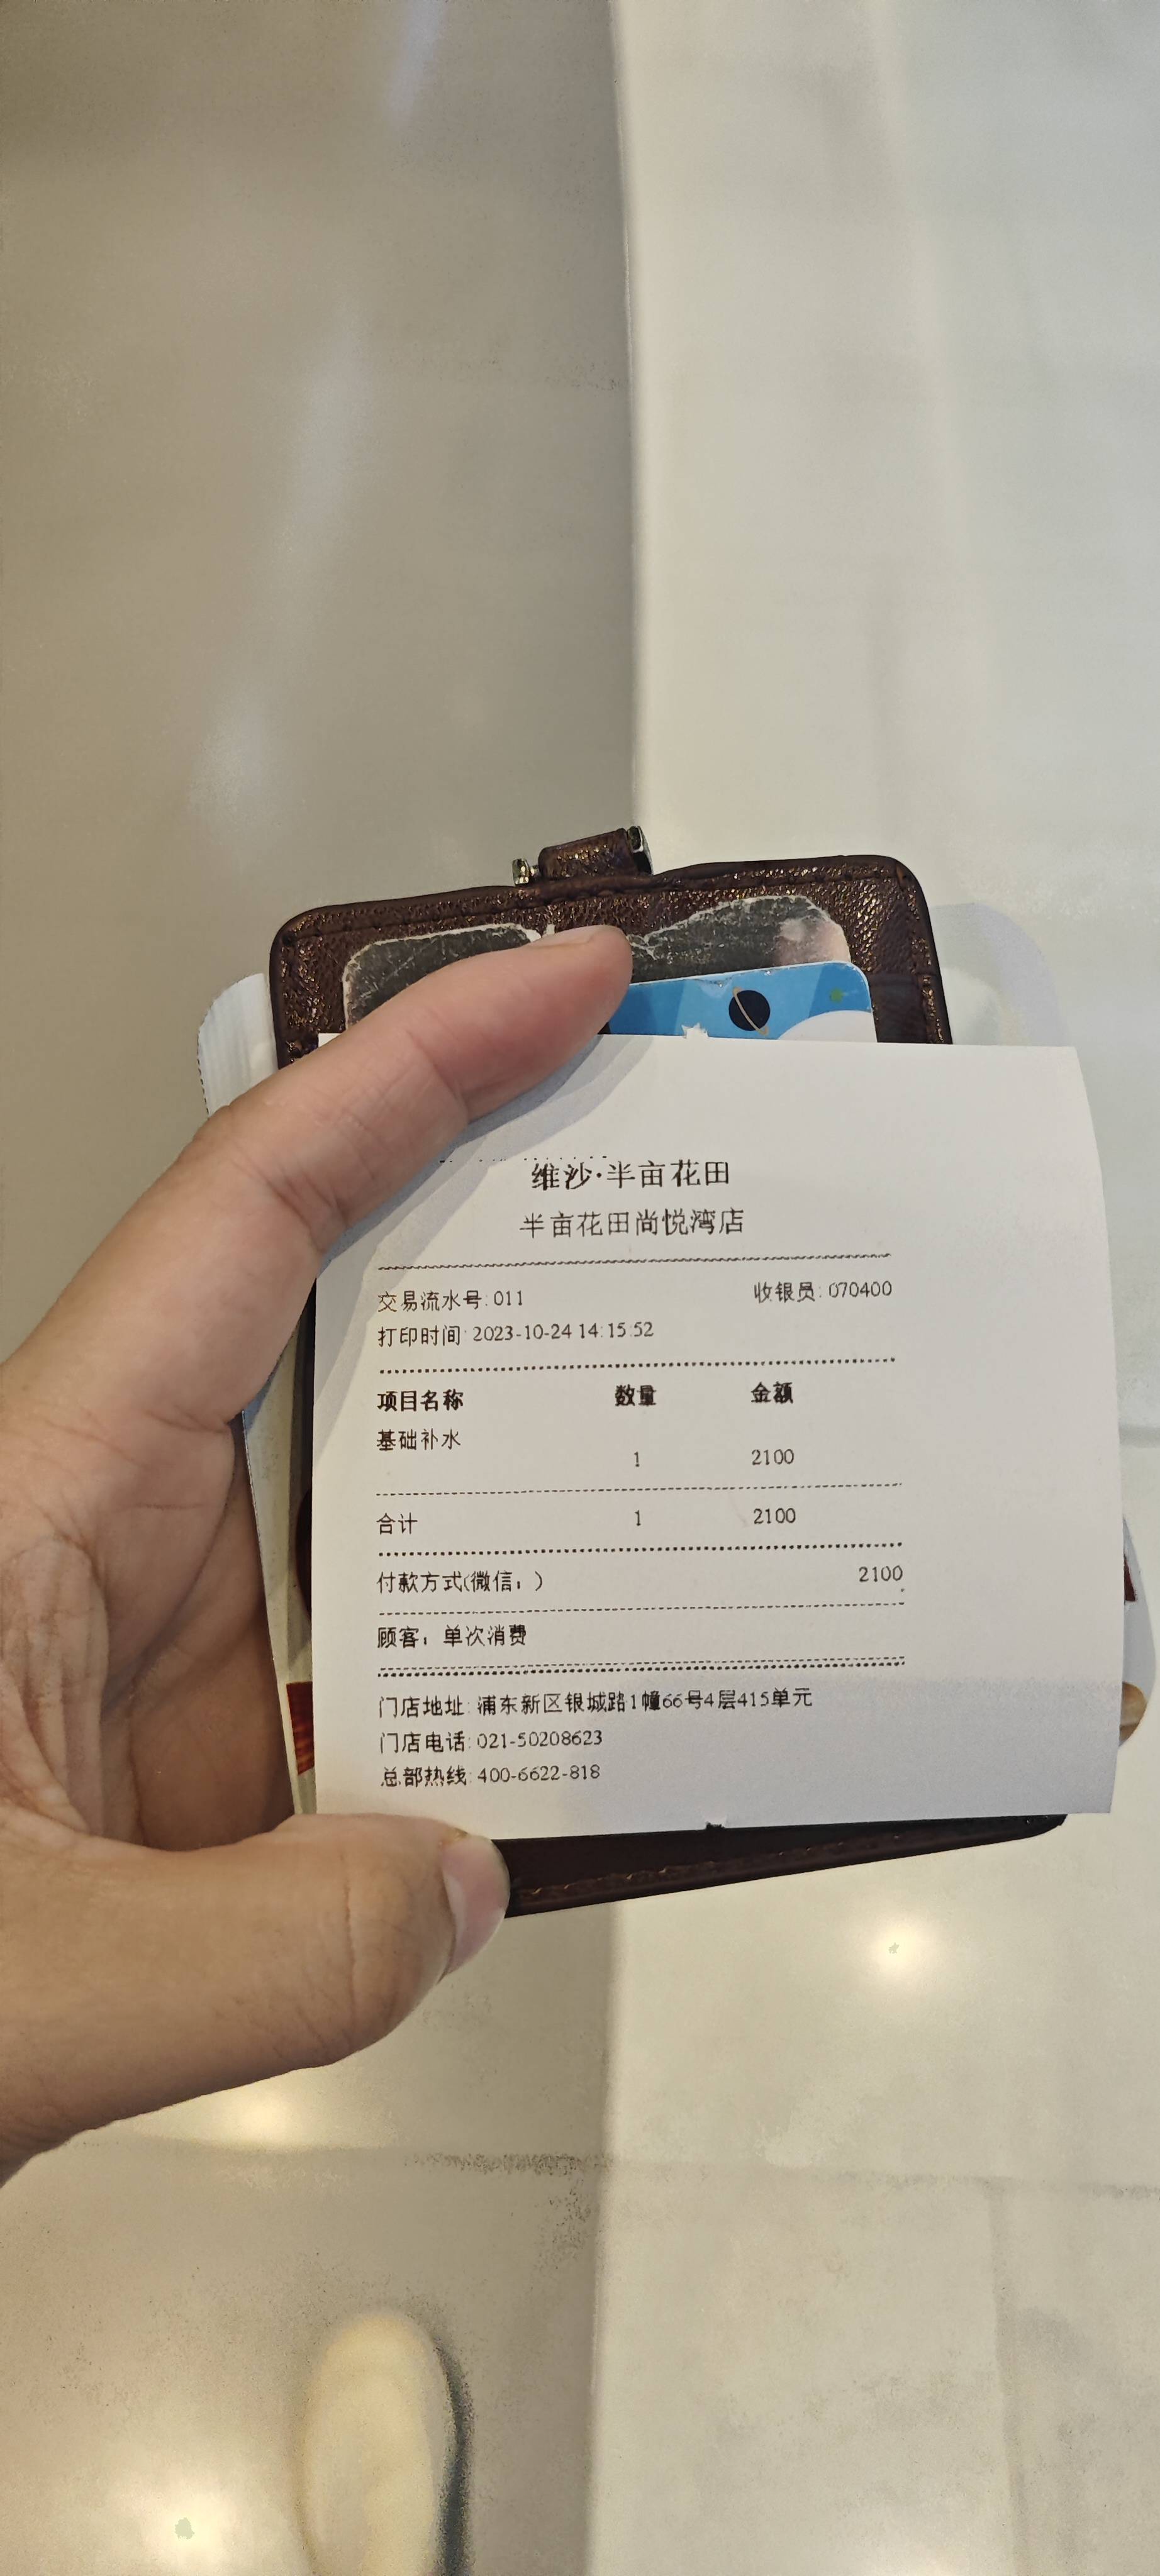 维沙·半亩花田
半亩花田尚悦湾店
交易流水号: 011 收银员: 070400
打印时间: 2023-10-24 14:15:52
项目名称 数量 金额
基础补水
1 2100
合计 1 2100
付款方式(微信: ) 2100
顾客: 单次消费
门店地址: 浦东新区银城路1幢66号4层415单元
门店电话: 021-50208623
总部热线: 400-6622-818